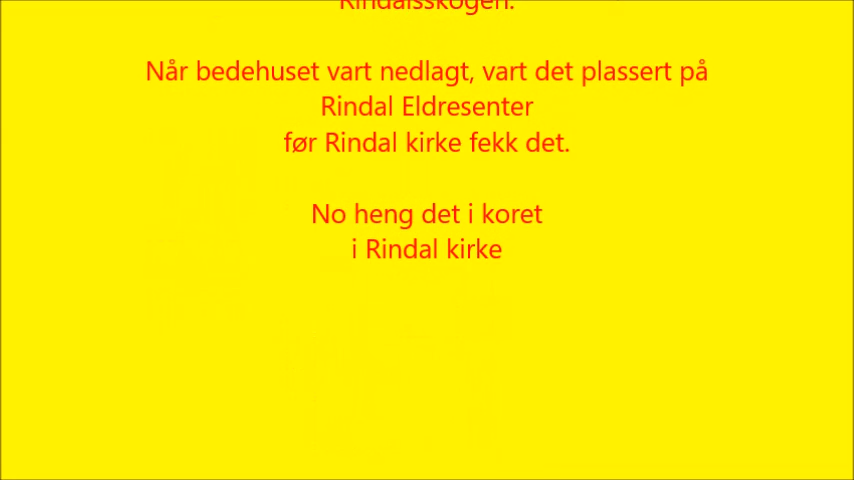 Rindalsskogen.
Når bedehuset vart nedlagt, vart det plassert på
Rindal Eldresenter
før Rindal kirke fekk det.
No heng det i koret
i Rindal kirke